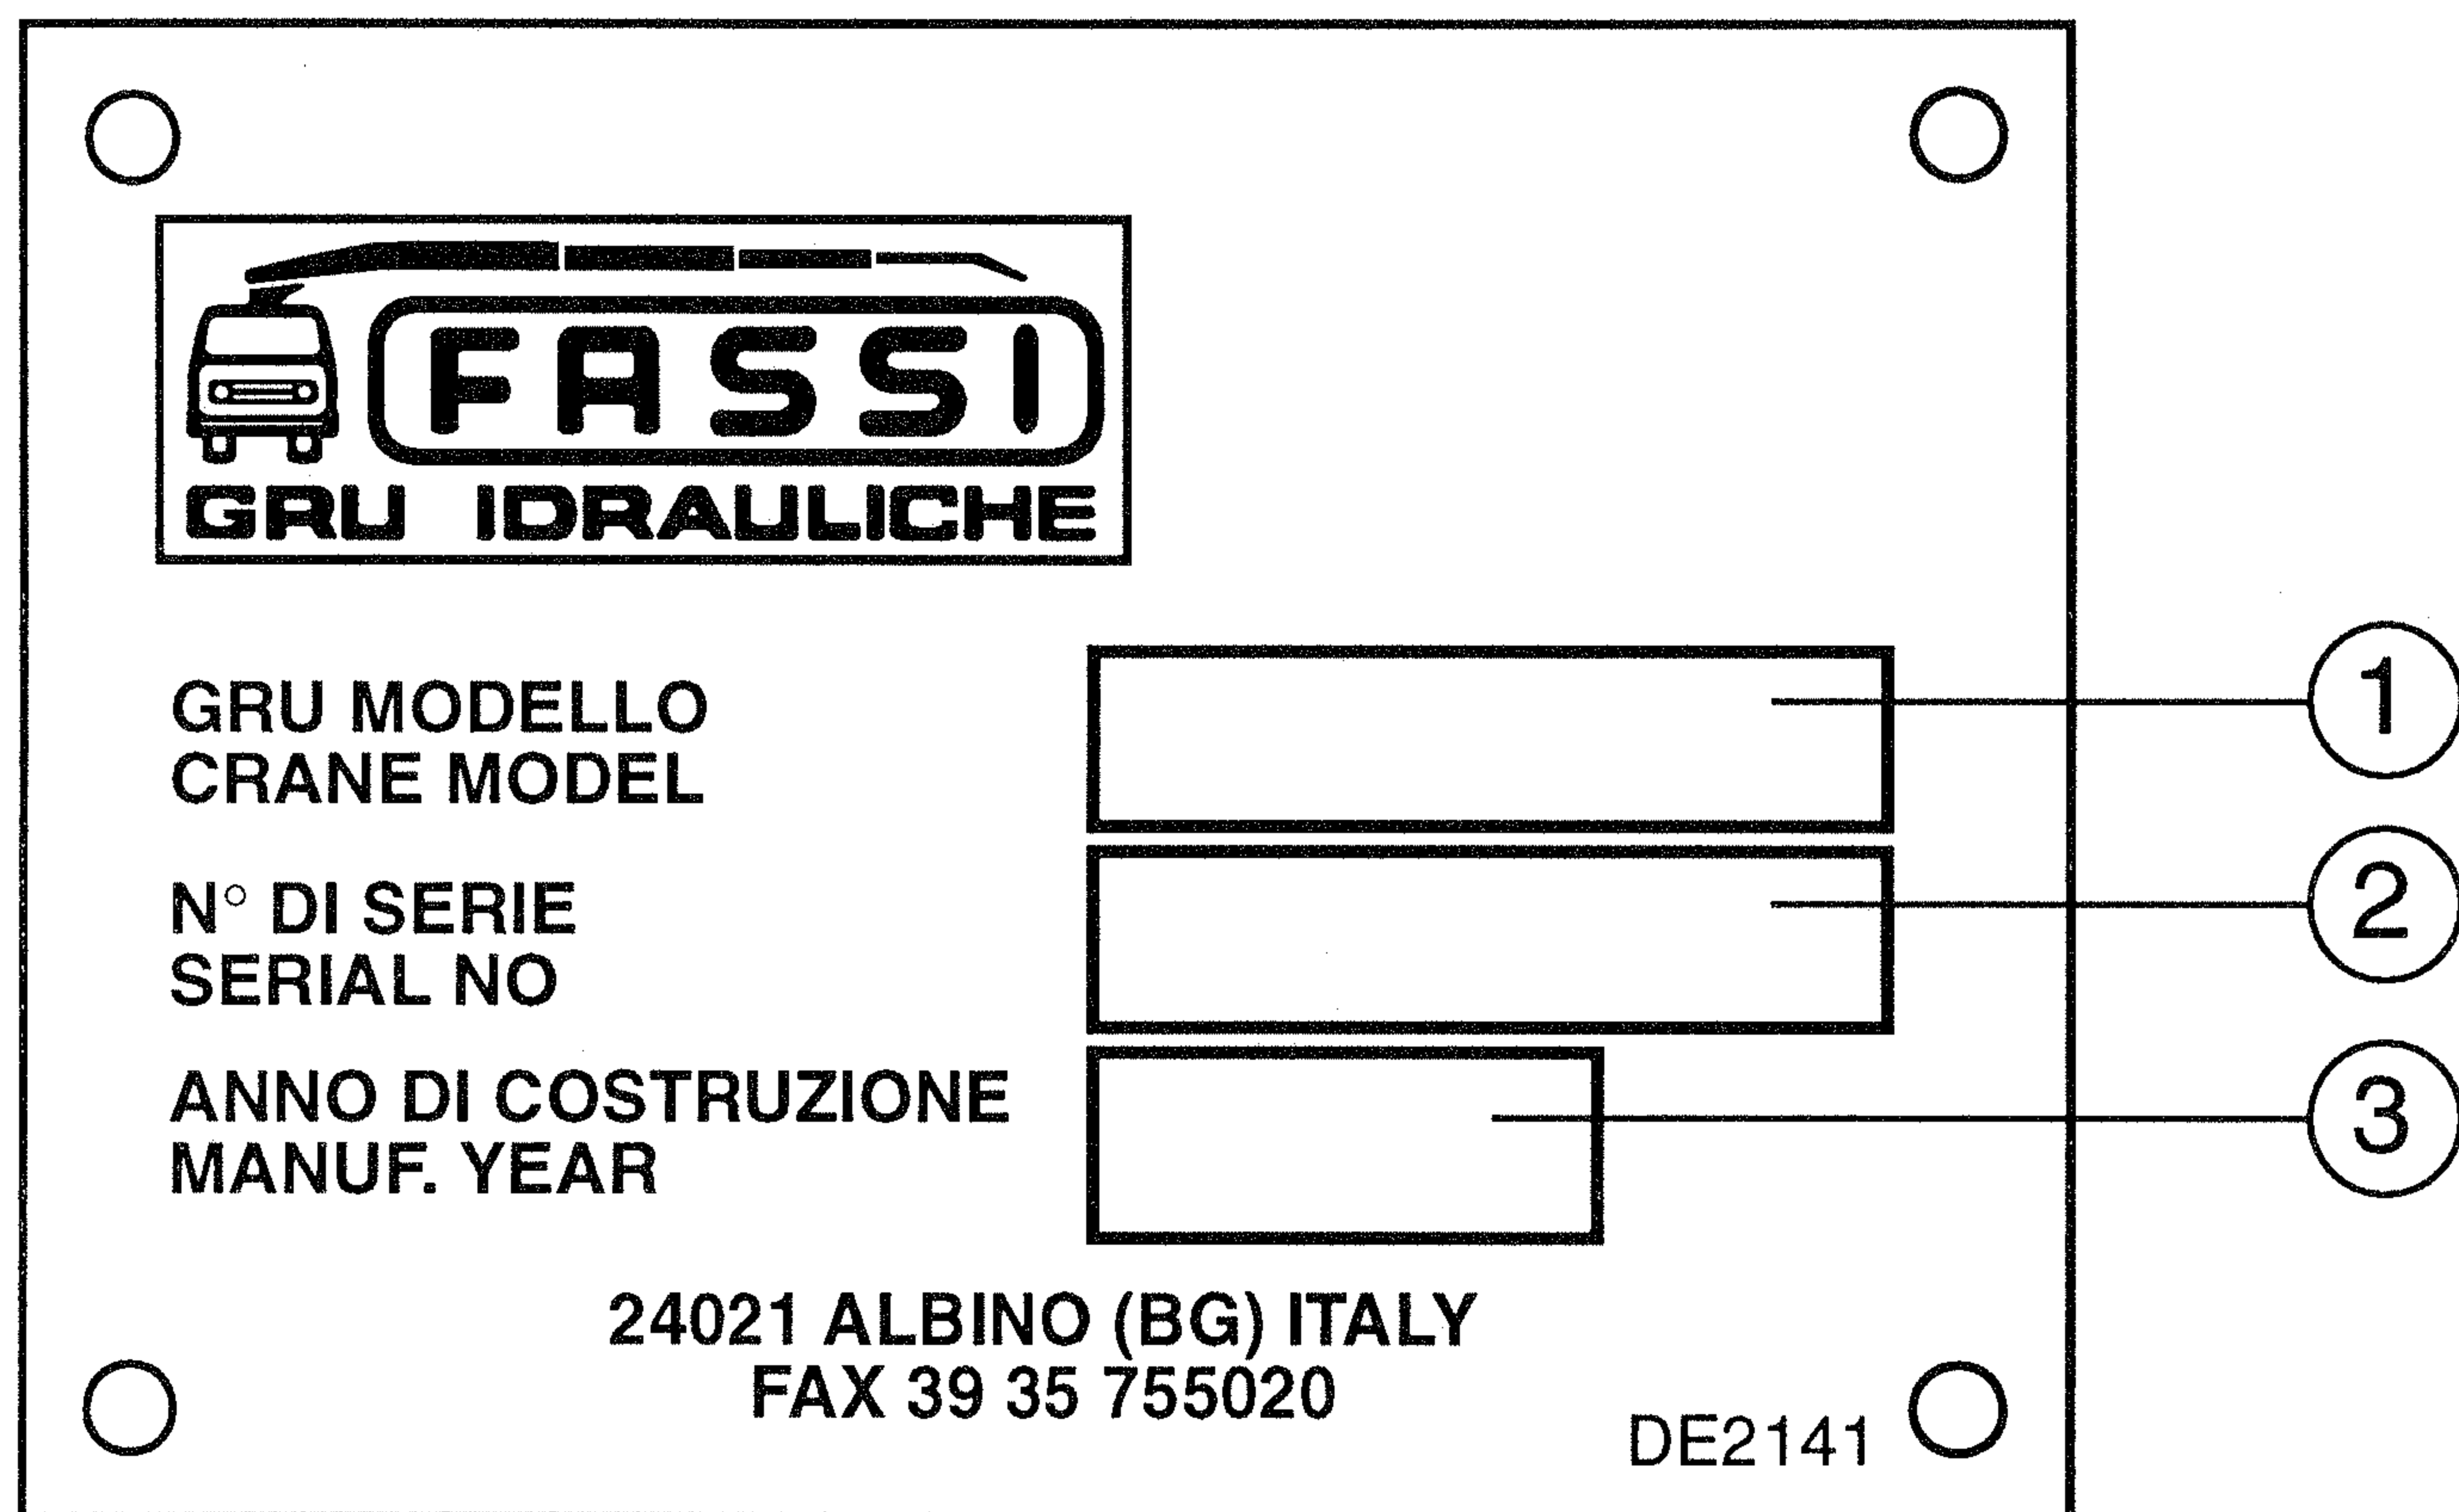 FASSI
GRU IDRAULICHE
GRU MODELLO
CRANE MODEL
1
N° DI SERIE
SERIAL NO
2
ANNO DI COSTRUZIONE
MANUF. YEAR
3
24021 ALBINO (BG) ITALY
FAX 39 35 755020
DE2141